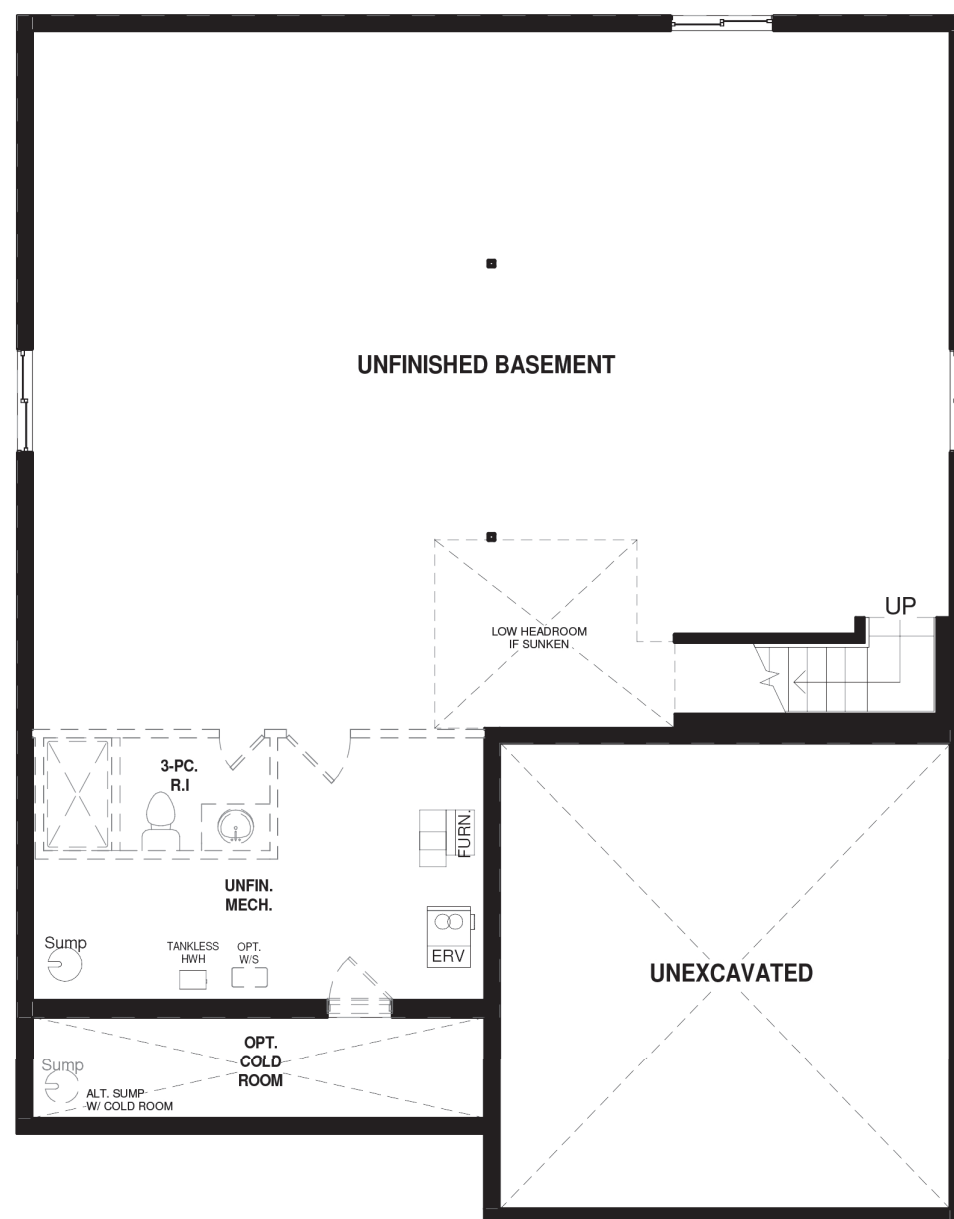 UNFINISHED BASEMENT
UP
LOW HEADROOM
IF SUNKEN
3-PC.
R.I
FURN.
UNFIN.
MECH.
Sump
TANKLESS
HWH
OPT.
W/S
ERV
UNEXCAVATED
OPT.
COLD
ROOM
Sump
ALT. SUMP
W/ COLD ROOM